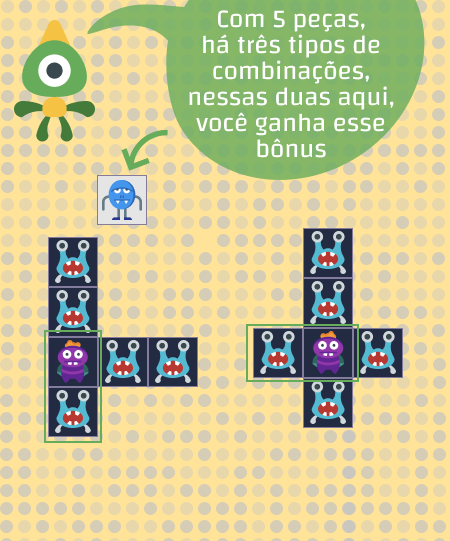 Com 5 peças,
há três tipos de
combinações,
nessas duas aqui,
você ganha esse
bônus